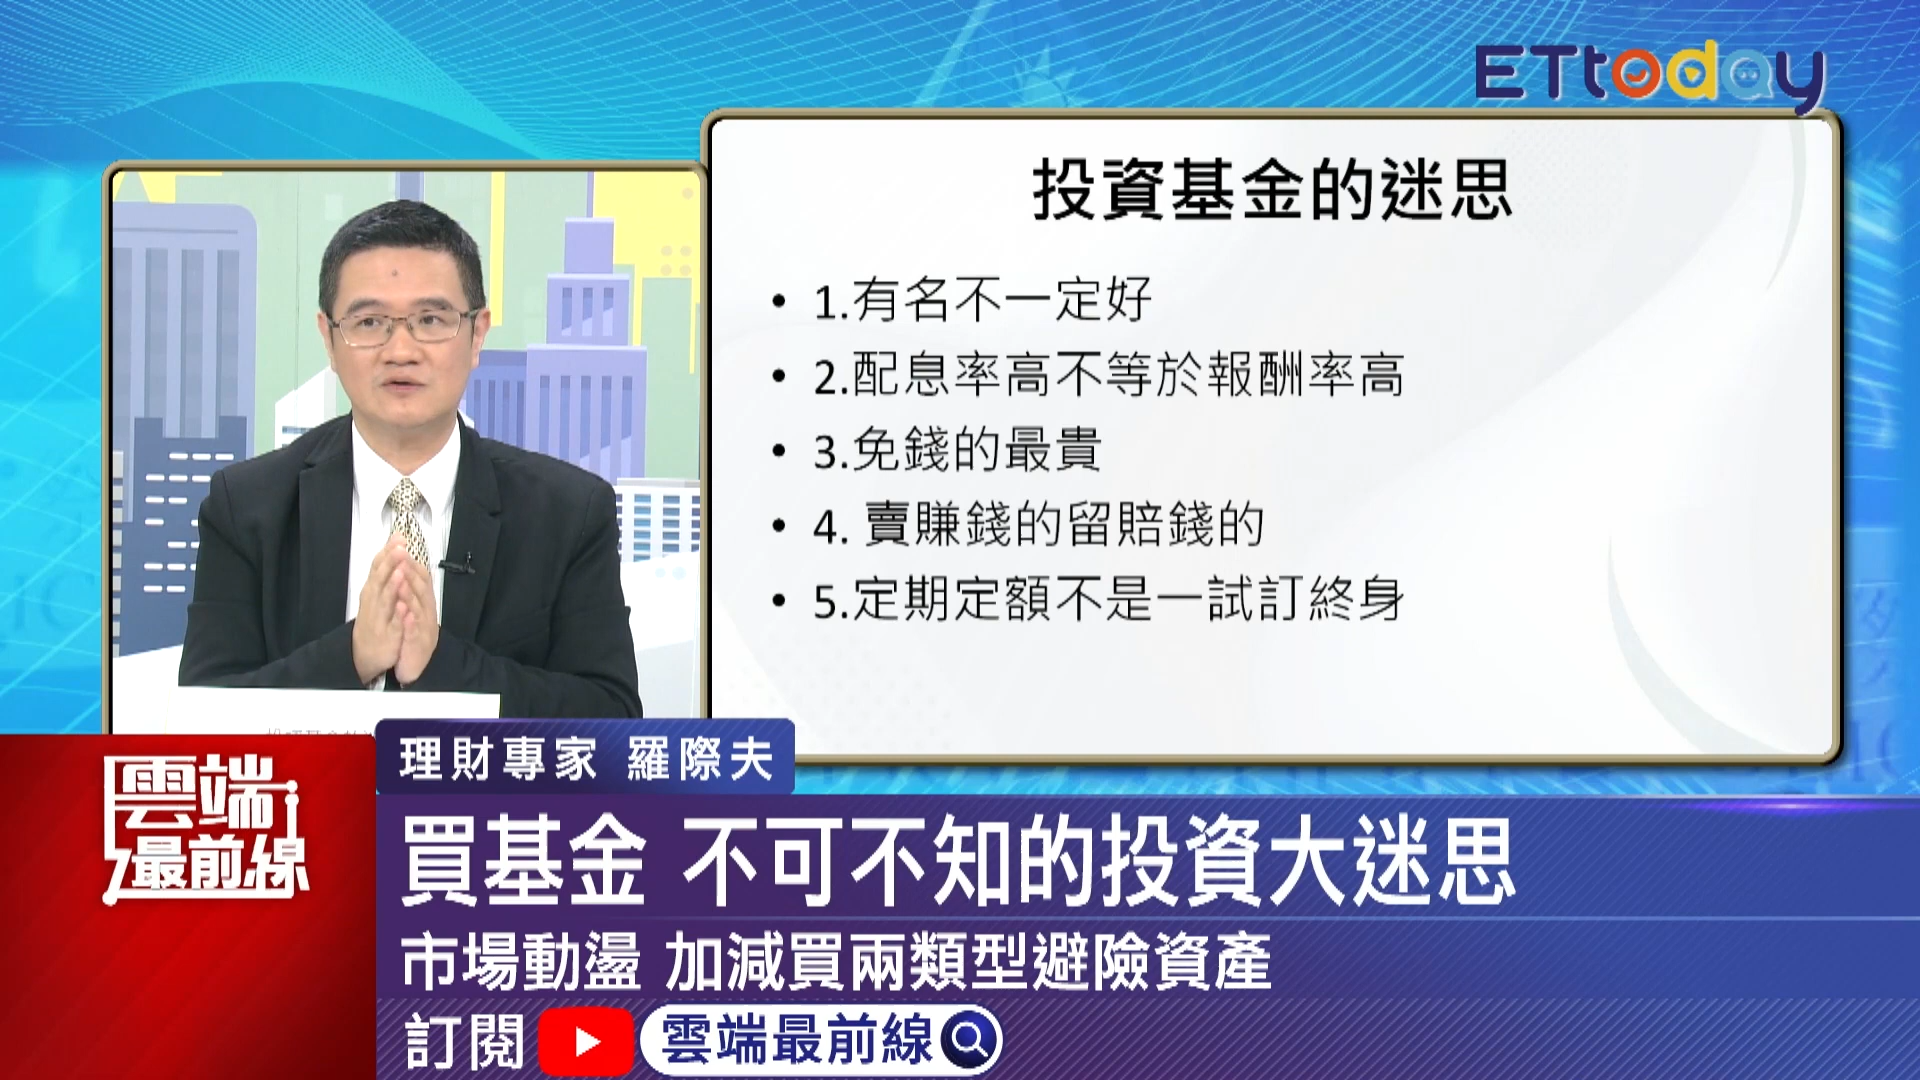 ETtoday
投資基金的迷思
• 1.有名不一定好
• 2.配息率高不等於報酬率高
• 3.免錢的最貴
• 4. 賣賺錢的留賠錢的
• 5.定期定額不是一試訂終身
理財專家 羅際夫
雲端最前線
買基金 不可不知的投資大迷思
市場動盪 加減買兩類型避險資產
訂閱 雲端最前線